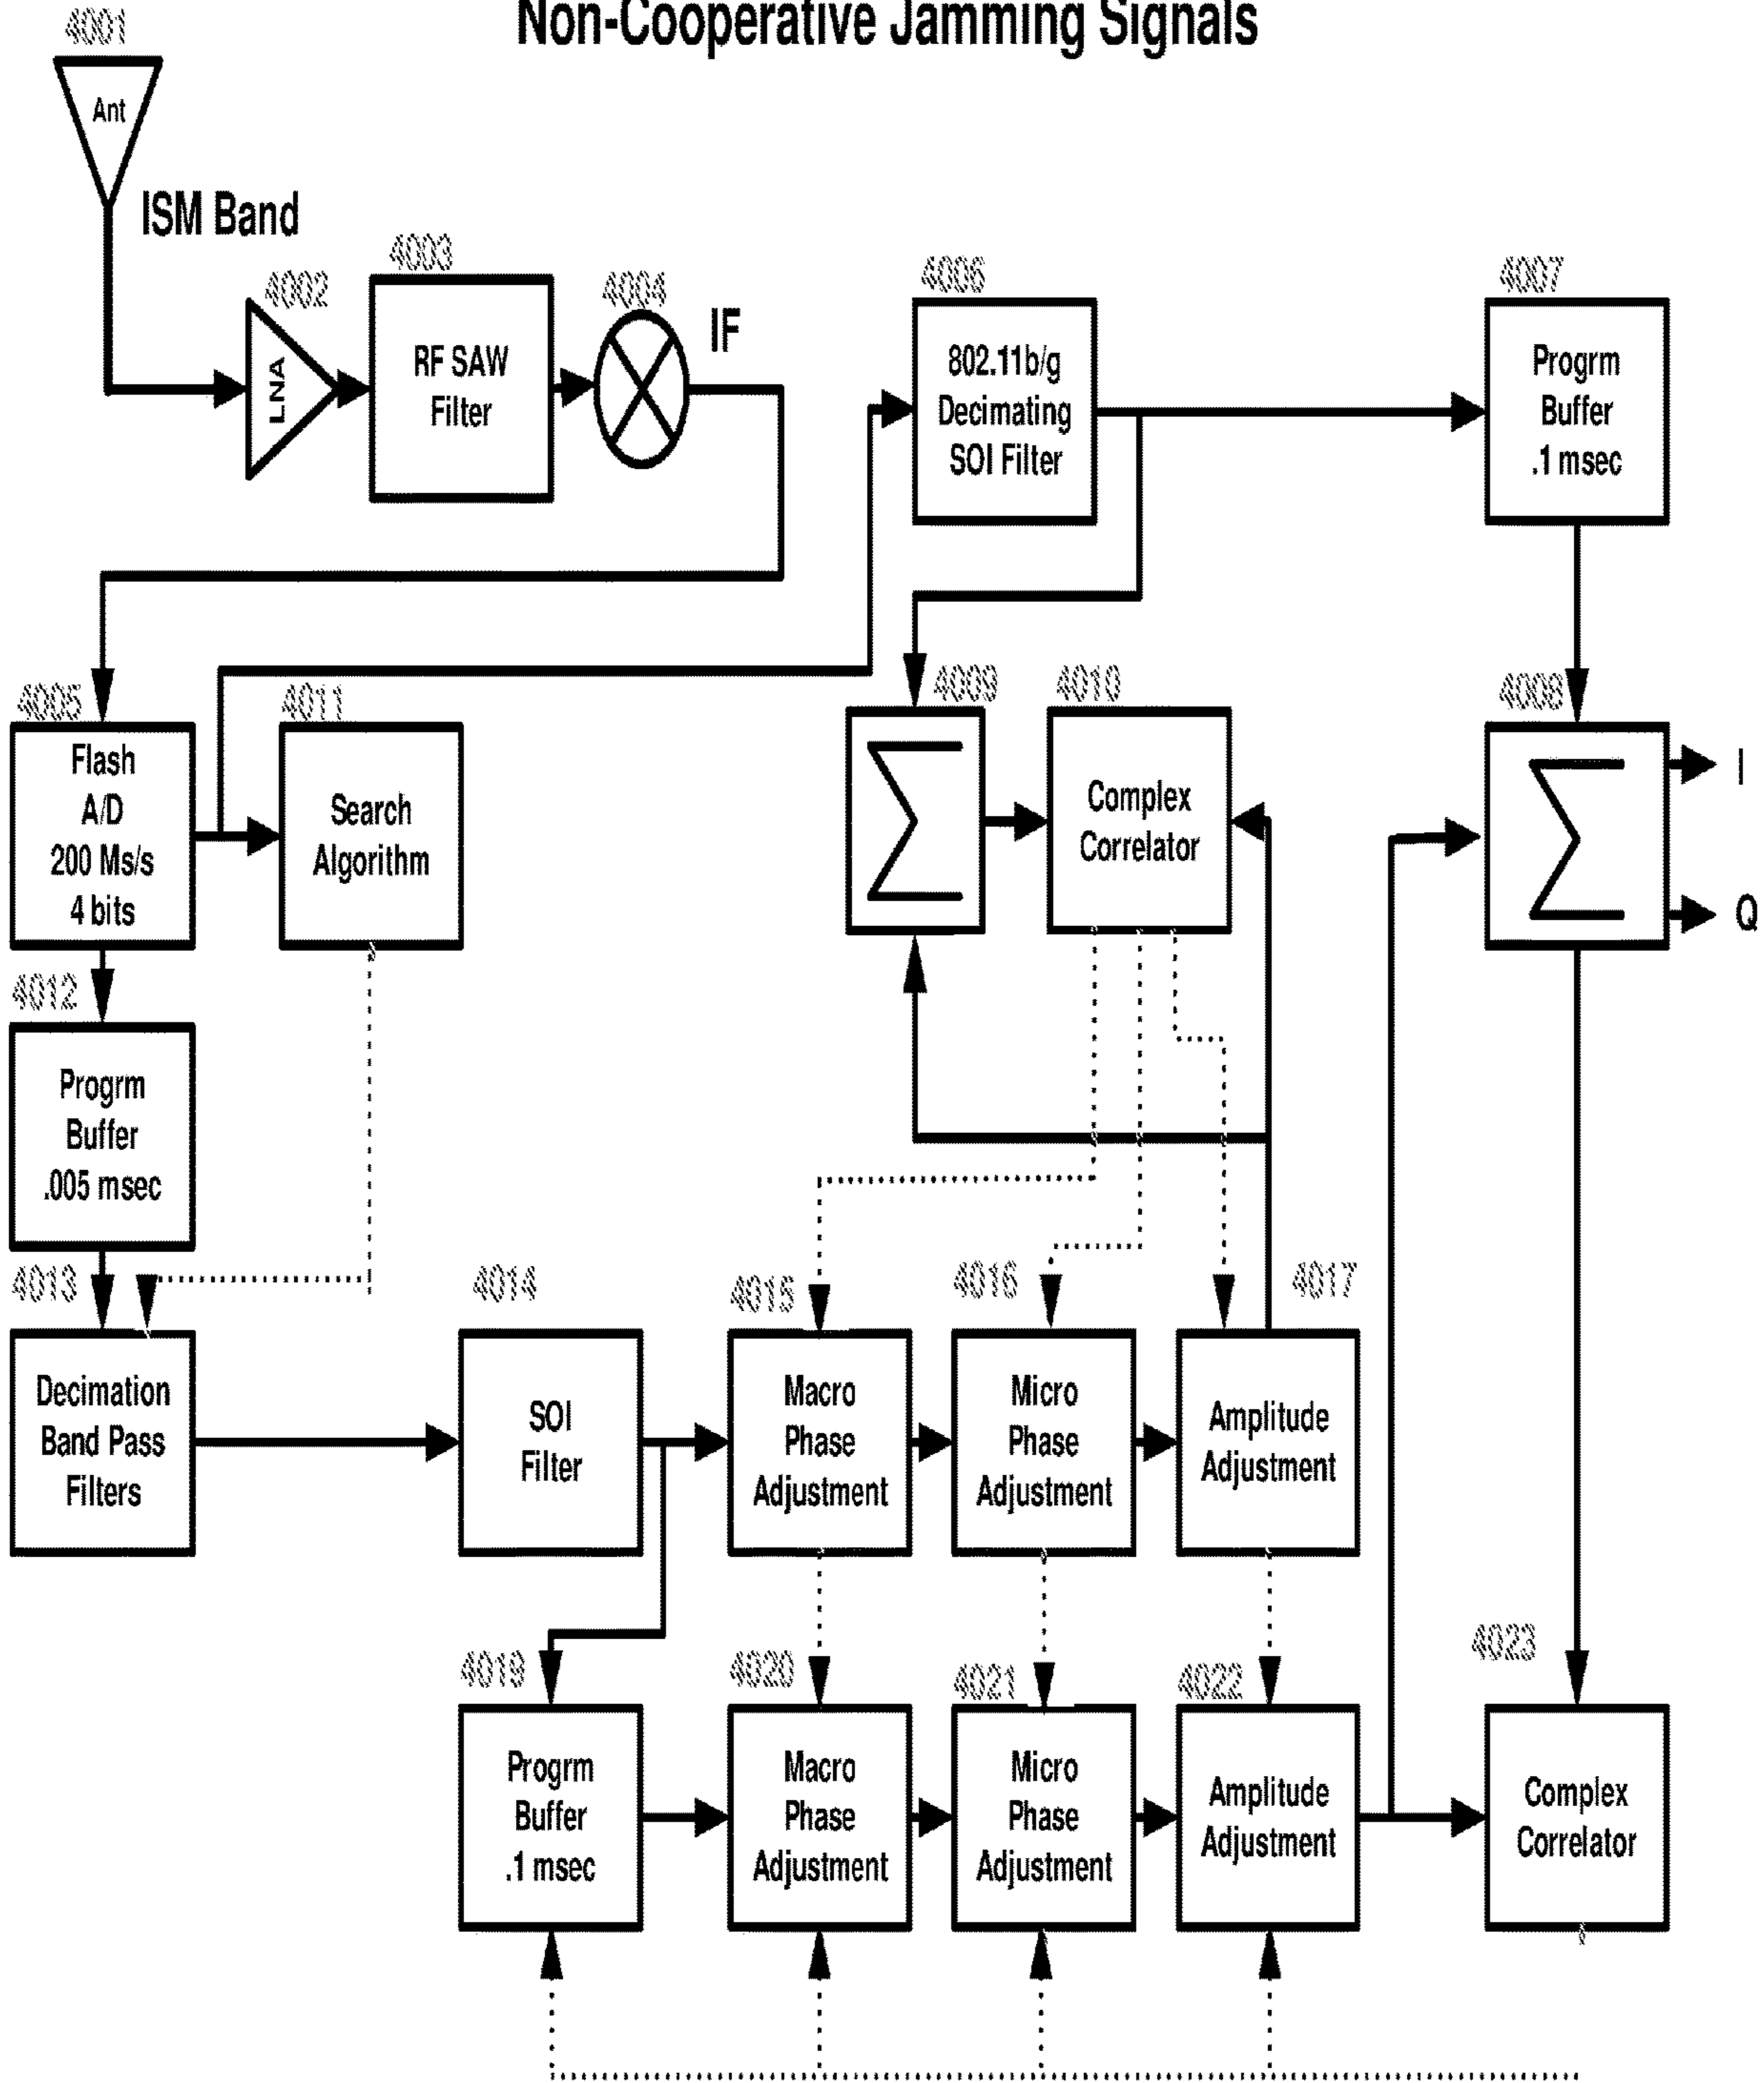 Non-Cooperative Jamming Signals
4001
Ant
ISM Band
4002
LNA
4003
RF SAW
Filter
4004
IF
4006
802.11b/g
Decimating
SOI Filter
4007
Progrm
Buffer
.1 msec
4005
Flash
A/D
200 Ms/s
4 bits
4011
Search
Algorithm
4009
4010
Complex
Correlator
4008
I
Q
4012
Progrm
Buffer
.005 msec
4013
Decimation
Band Pass
Filters
4014
SOI
Filter
4015
Macro
Phase
Adjustment
4016
Micro
Phase
Adjustment
4017
Amplitude
Adjustment
4019
Progrm
Buffer
.1 msec
4020
Macro
Phase
Adjustment
4021
Micro
Phase
Adjustment
4022
Amplitude
Adjustment
4023
Complex
Correlator